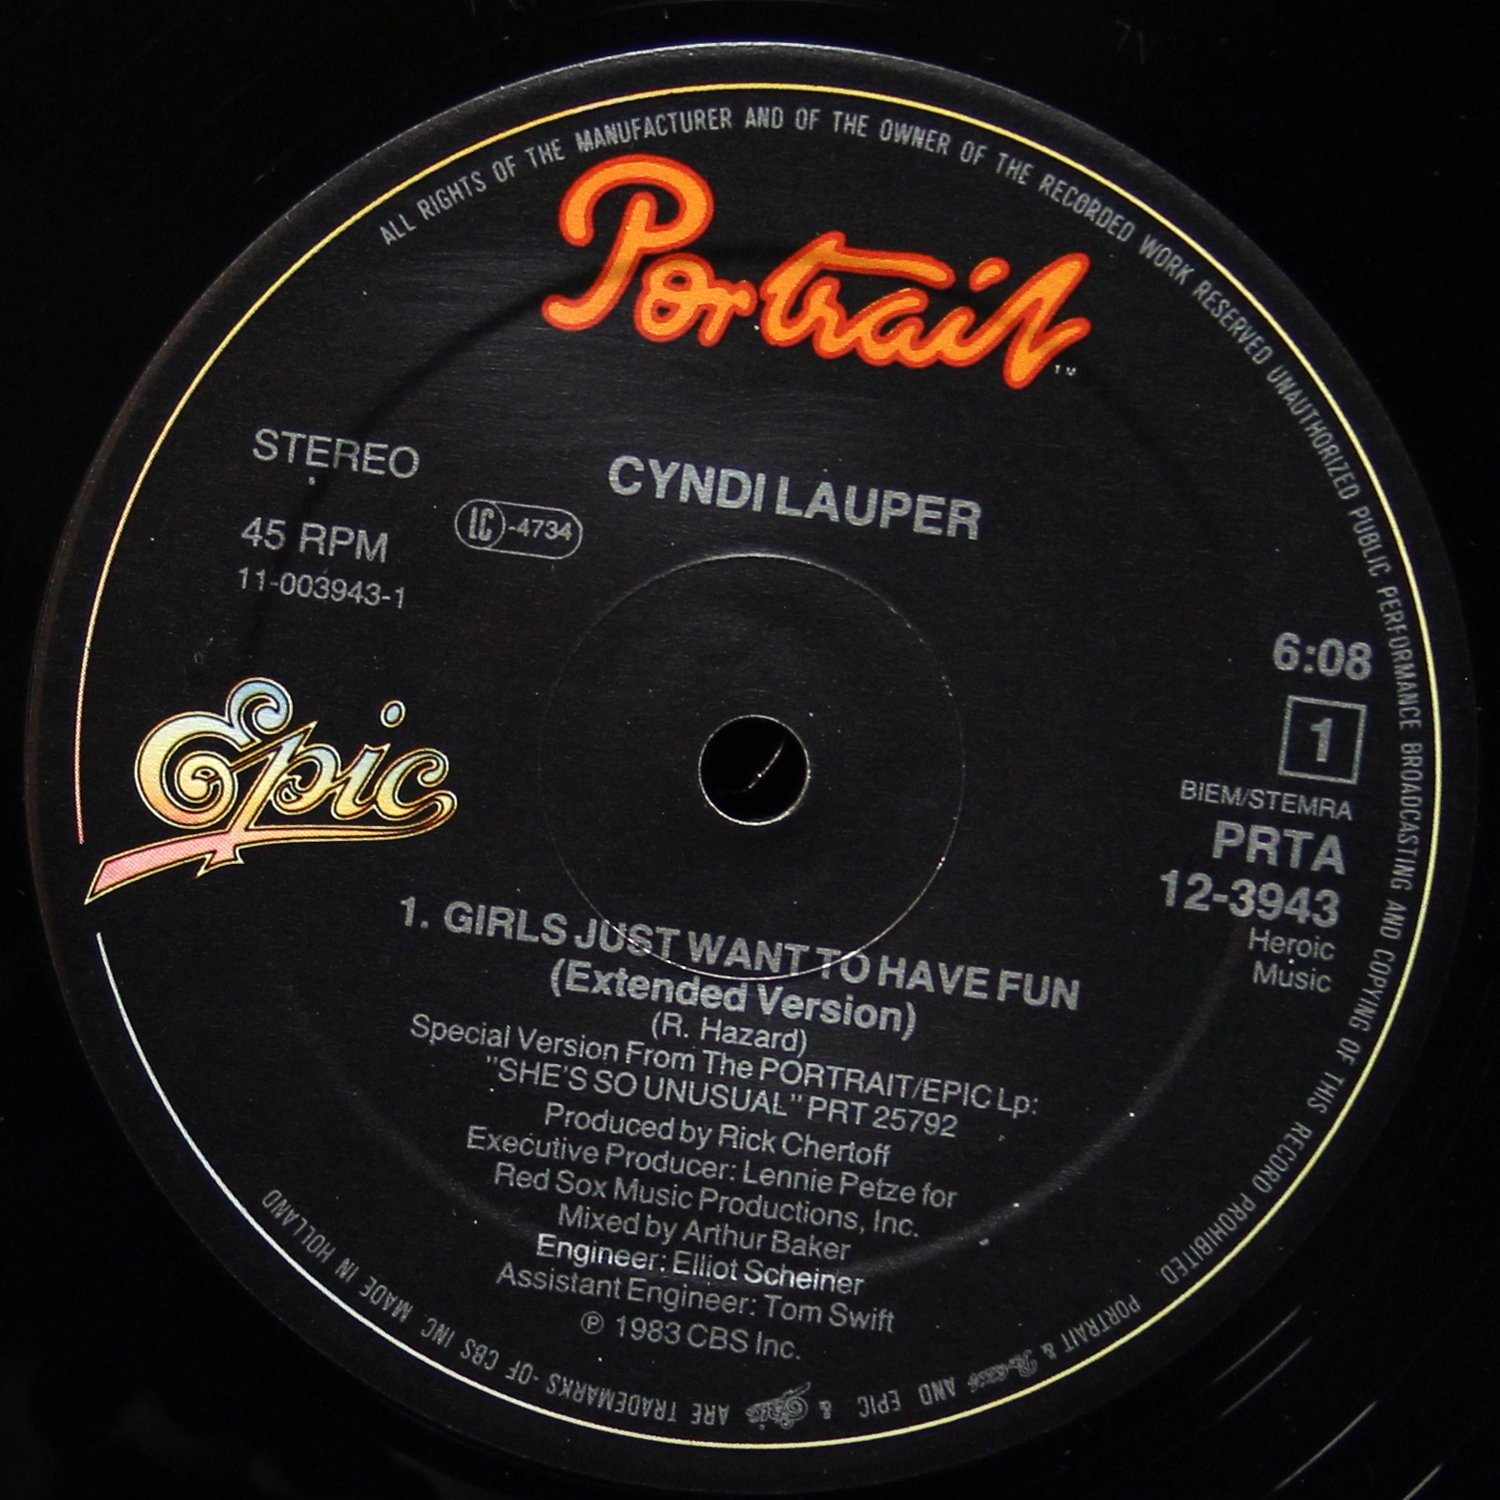 ALL RIGHTS OF THE MANUFACTURER AND OF THE OWNER OF THE RECORDED WORK RESERVED UNAUTHORIZED PUBLIC PERFORMANCE BROADCASTING AND COPYING OF THIS RECORD PROHIBITED
Portrait™
STEREO
CYNDI LAUPER
45 RPM
LC-4734
11-003943-1
6:08
1
Epic
BIEM/STEMRA
PRTA
12-3943
Heroic
Music
1. GIRLS JUST WANT TO HAVE FUN
(Extended Version)
(R. Hazard)
Special Version From The PORTRAIT/EPIC Lp:
"SHE'S SO UNUSUAL" PRT 25792
Produced by Rick Chertoff
Executive Producer: Lennie Petze for
Red Sox Music Productions, Inc.
Mixed by Arthur Baker
Engineer: Elliot Scheiner
Assistant Engineer: Tom Swift
℗ 1983 CBS Inc.
PORTRAIT & Portrait AND EPIC & Epic ARE TRADEMARKS - OF CBS INC. MADE IN HOLLAND